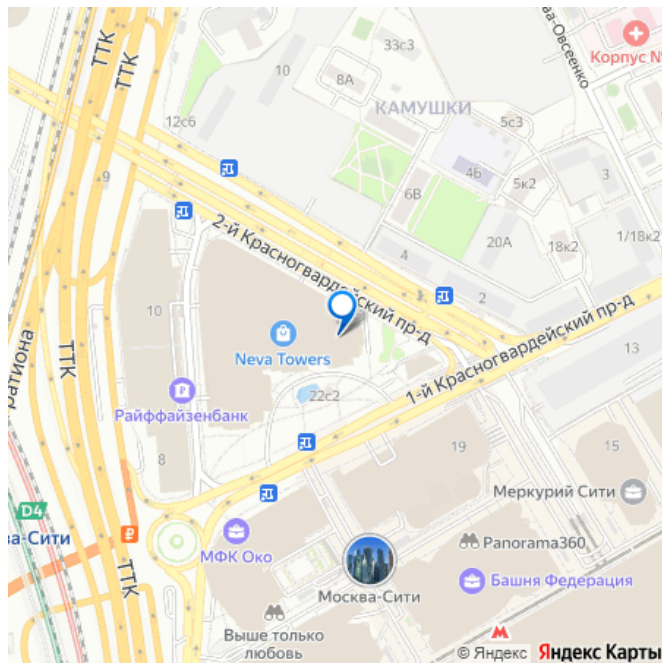 ТТК
ТТК
33с3
ва-Овсеенко
Корпус №
10
8А
КАМУШКИ
12с6
5с3
9
4Б
5к2
3
6В
2-й Красногвардейский пр-д
20А
18к2
1/18к2
4
2
10
ТТК
Neva Towers
1-й Красногвардейский пр-д
13
ратиона
22с2
Райффайзенбанк
8
19
15
Меркурий Сити
D4
ва-Сити
₽
МФК Око
Panorama360
Башня Федерация
ТТК
Москва-Сити
Выше только
любовь
© Яндекс Яндекс Карты